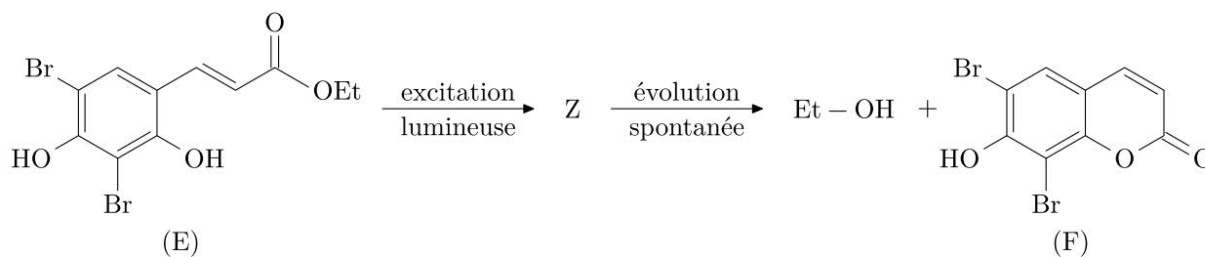 Br
O
OEt
HO
OH
Br
(E)
excitation
lumineuse
Z
évolution
spontanée
Et – OH +
Br
HO
O
O
Br
(F)